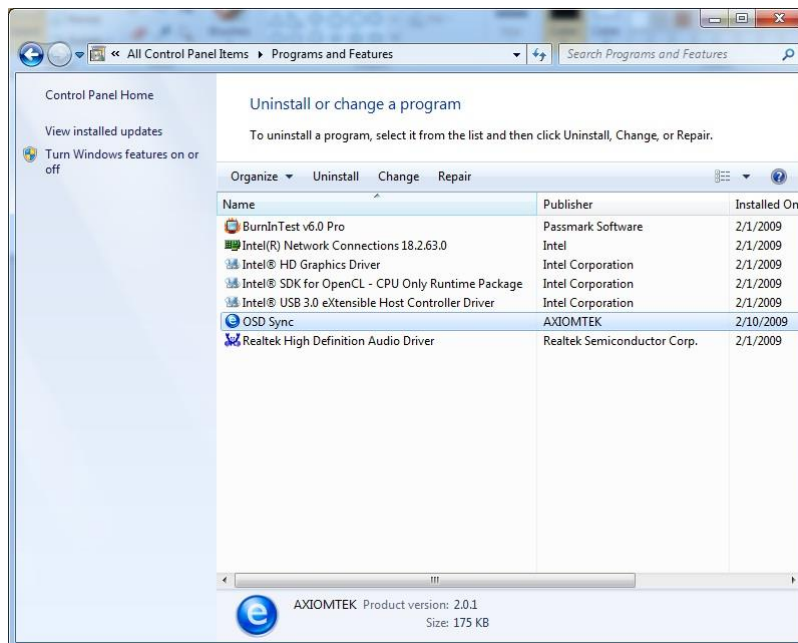 « All Control Panel Items ▸ Programs and Features
Search Programs and Features
Control Panel Home
View installed updates
Turn Windows features on or
off
Uninstall or change a program
To uninstall a program, select it from the list and then click Uninstall, Change, or Repair.
Organize Uninstall Change Repair
Name Publisher Installed On
BurnInTest v6.0 Pro Passmark Software 2/1/2009
Intel(R) Network Connections 18.2.63.0 Intel 2/1/2009
Intel® HD Graphics Driver Intel Corporation 2/1/2009
Intel® SDK for OpenCL - CPU Only Runtime Package Intel Corporation 2/1/2009
Intel® USB 3.0 eXtensible Host Controller Driver Intel Corporation 2/1/2009
OSD Sync AXIOMTEK 2/10/2009
Realtek High Definition Audio Driver Realtek Semiconductor Corp. 2/1/2009
AXIOMTEK Product version: 2.0.1
Size: 175 KB